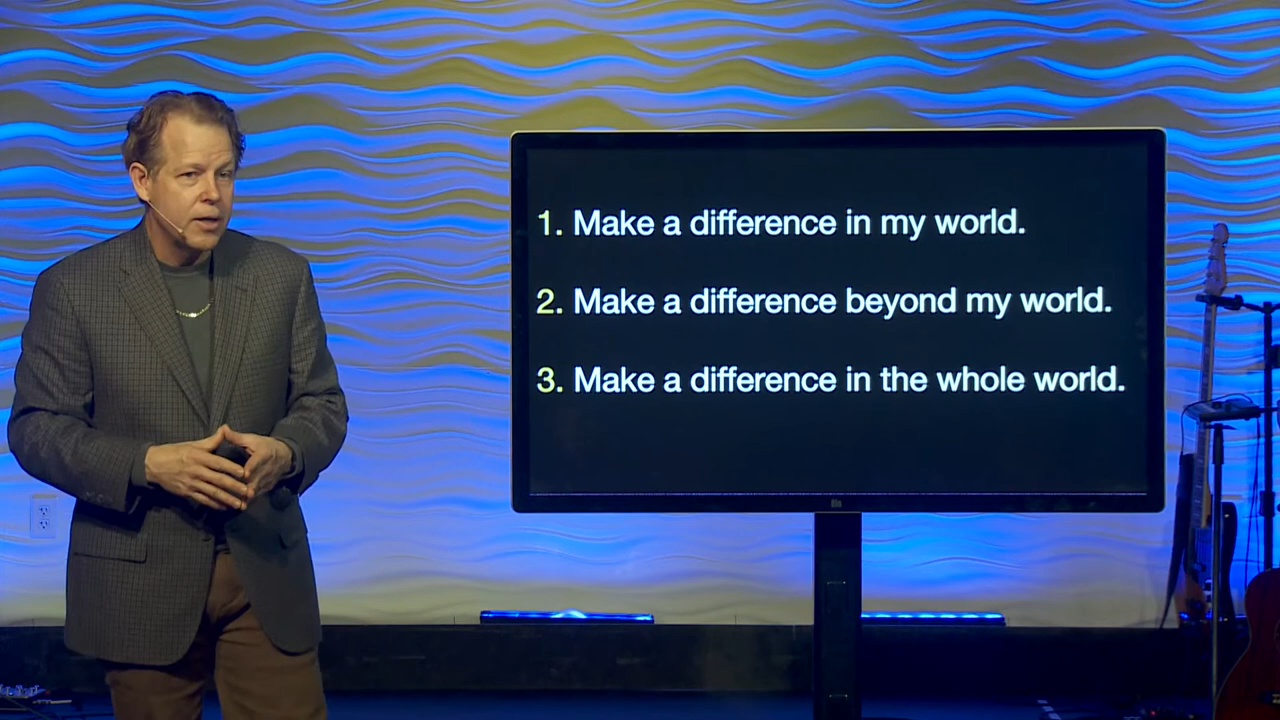 1. Make a difference in my world.
2. Make a difference beyond my world.
3. Make a difference in the whole world.